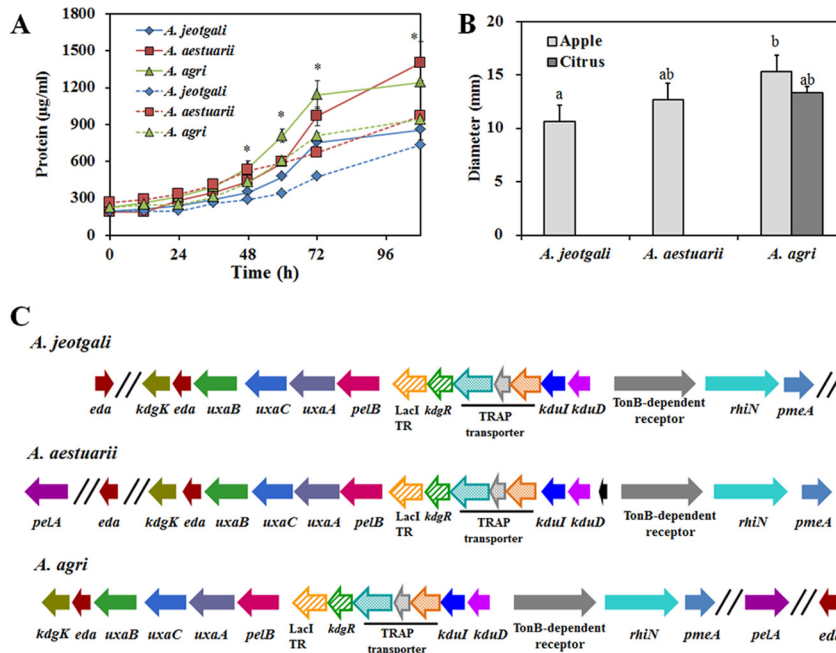 A
1800
A. jeotgali
A. aestuarii
A. agri
A. jeotgali
A. aestuarii
A. agri
1500
1200
900
600
300
0
Protein (µg/ml)
* * * *
0 24 48 72 96
Time (h)
B
20
15
10
5
0
Diameter (mm)
Apple
Citrus
a
ab
b
ab
A. jeotgali A. aestuarii A. agri
C
A. jeotgali
eda kdgK eda uxaB uxaC uxaA pelB LacI TR kdgR TRAP transporter kduI kduD TonB-dependent receptor rhiN pmeA
A. aestuarii
pelA eda kdgK eda uxaB uxaC uxaA pelB LacI TR kdgR TRAP transporter kduI kduD TonB-dependent receptor rhiN pmeA
A. agri
kdgK eda uxaB uxaC uxaA pelB LacI TR kdgR TRAP transporter kduI kduD TonB-dependent receptor rhiN pmeA pelA eda